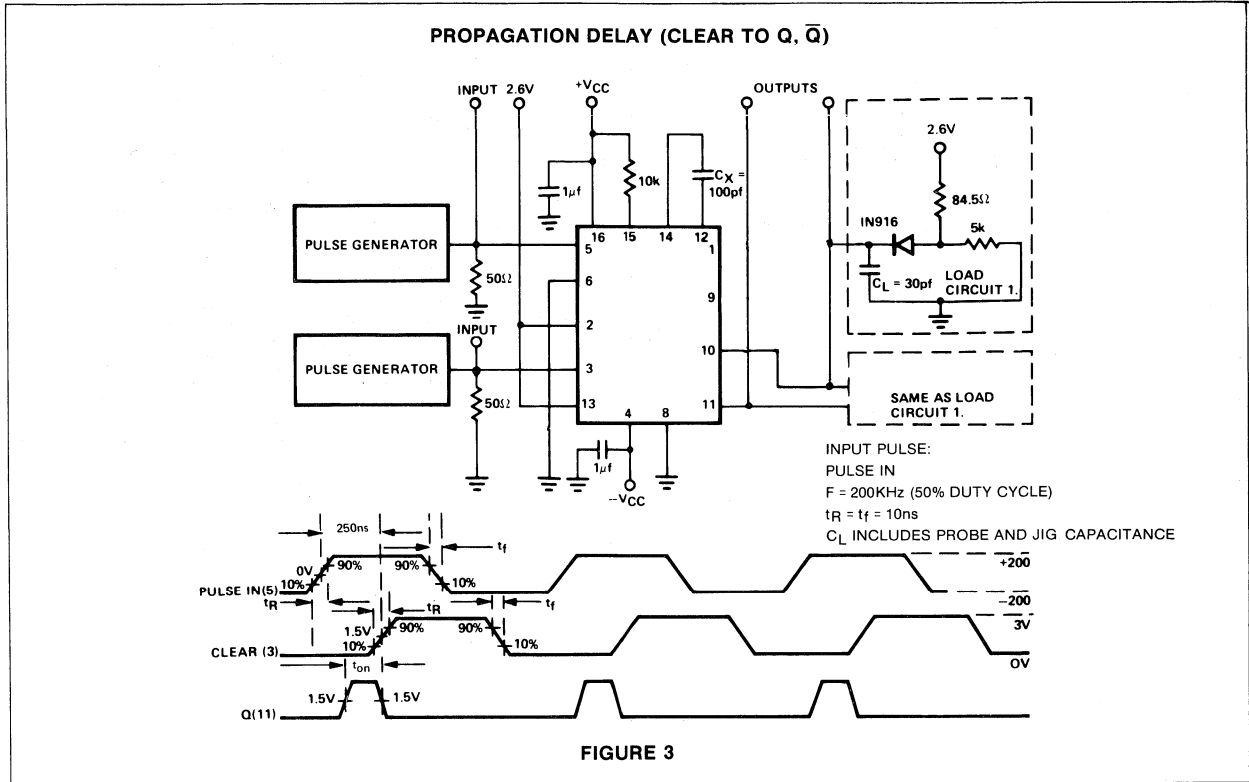 PROPAGATION DELAY (CLEAR TO Q, Q̅)
INPUT 2.6V
+VCC
OUTPUTS
2.6V
1µf
10k
CX =
100pf
84.5Ω
IN916
5k
CL = 30pf
LOAD
CIRCUIT 1.
PULSE GENERATOR
50Ω
16 15 14 12
5 1
6
9
2
10
3
13 11
4 8
INPUT
PULSE GENERATOR
50Ω
1µf
–VCC
SAME AS LOAD
CIRCUIT 1.
INPUT PULSE:
PULSE IN
F = 200KHz (50% DUTY CYCLE)
tR = tf = 10ns
CL INCLUDES PROBE AND JIG CAPACITANCE
250ns
tf
0V
10%
90%
90%
10%
+200
PULSE IN(5)
–200
tR
tR
tf
1.5V
10%
90%
90%
10%
3V
CLEAR (3)
0V
ton
1.5V
1.5V
Q(11)
FIGURE 3